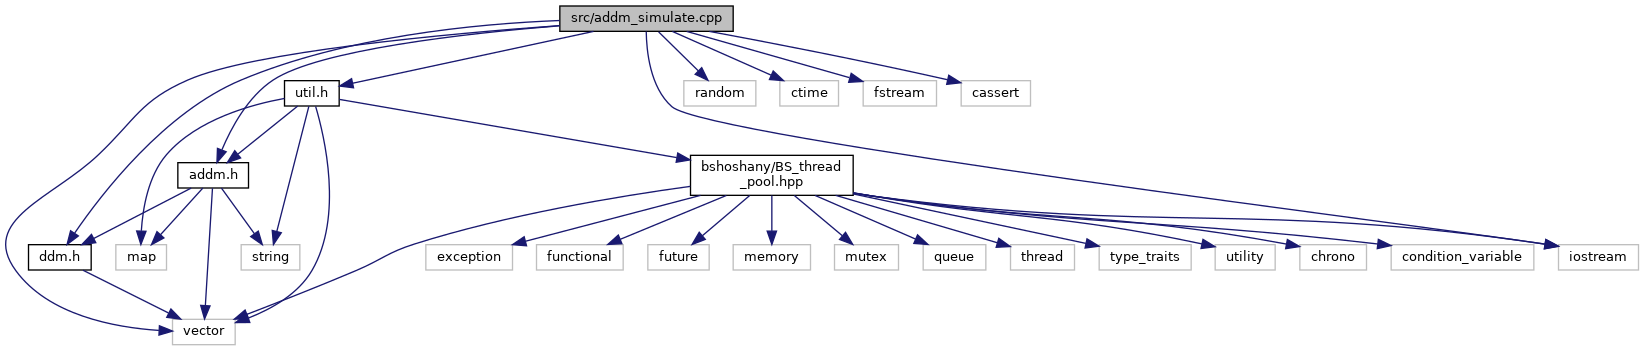 src/addm_simulate.cpp
util.h
random
ctime
fstream
cassert
addm.h
bshoshany/BS_thread
_pool.hpp
ddm.h
map
string
exception
functional
future
memory
mutex
queue
thread
type_traits
utility
chrono
condition_variable
iostream
vector